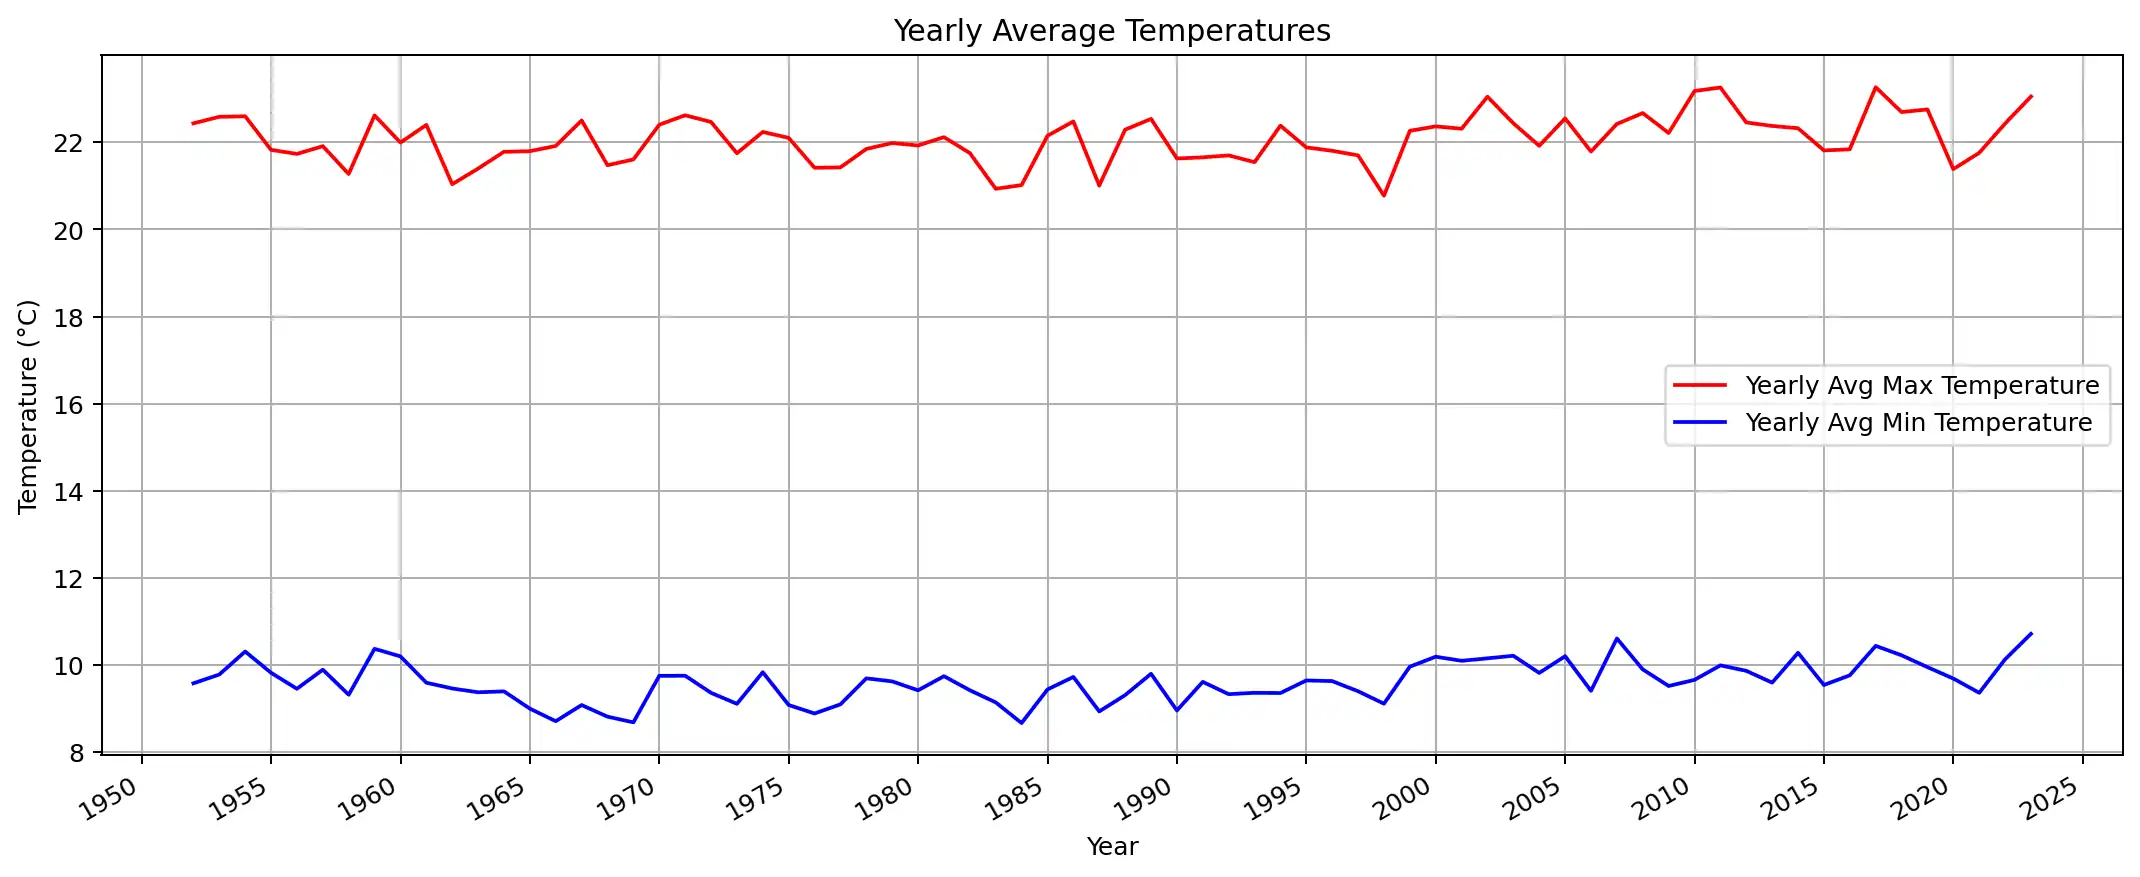 Yearly Average Temperatures
Temperature (°C)
22
20
18
16
14
12
10
8
Yearly Avg Max Temperature
Yearly Avg Min Temperature
1950 1955 1960 1965 1970 1975 1980 1985 1990 1995 2000 2005 2010 2015 2020 2025
Year